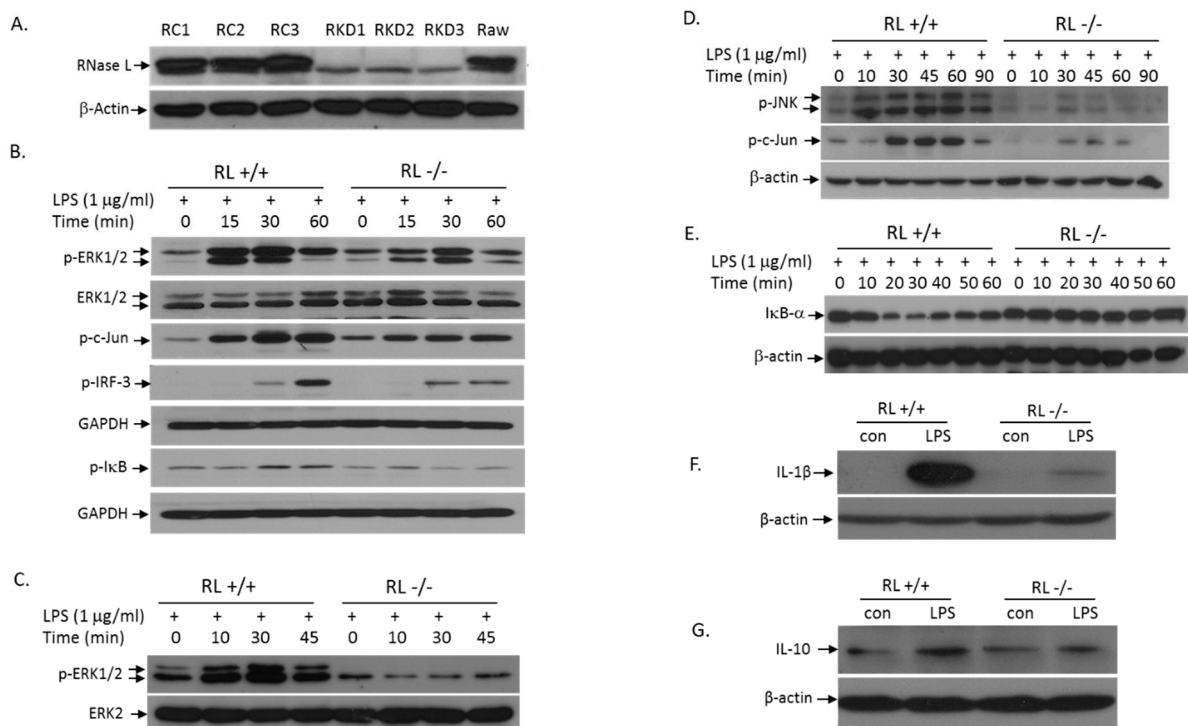 A.
RC1 RC2 RC3 RKD1 RKD2 RKD3 Raw
RNase L
β-Actin
B.
RL +/+ RL -/-
LPS (1 µg/ml) + + + + + + + +
Time (min) 0 15 30 60 0 15 30 60
p-ERK1/2
ERK1/2
p-c-Jun
p-IRF-3
GAPDH
p-IκB
GAPDH
C.
RL +/+ RL -/-
LPS (1 µg/ml) + + + + + + + +
Time (min) 0 10 30 45 0 10 30 45
p-ERK1/2
ERK2
D.
RL +/+ RL -/-
LPS (1 µg/ml) + + + + + + + + + + + +
Time (min) 0 10 30 45 60 90 0 10 30 45 60 90
p-JNK
p-c-Jun
β-actin
E.
RL +/+ RL -/-
LPS (1 µg/ml) + + + + + + + + + + + + + +
Time (min) 0 10 20 30 40 50 60 0 10 20 30 40 50 60
IκB-α
β-actin
RL +/+ RL -/-
con LPS con LPS
F.
IL-1β
β-actin
RL +/+ RL -/-
con LPS con LPS
G.
IL-10
β-actin